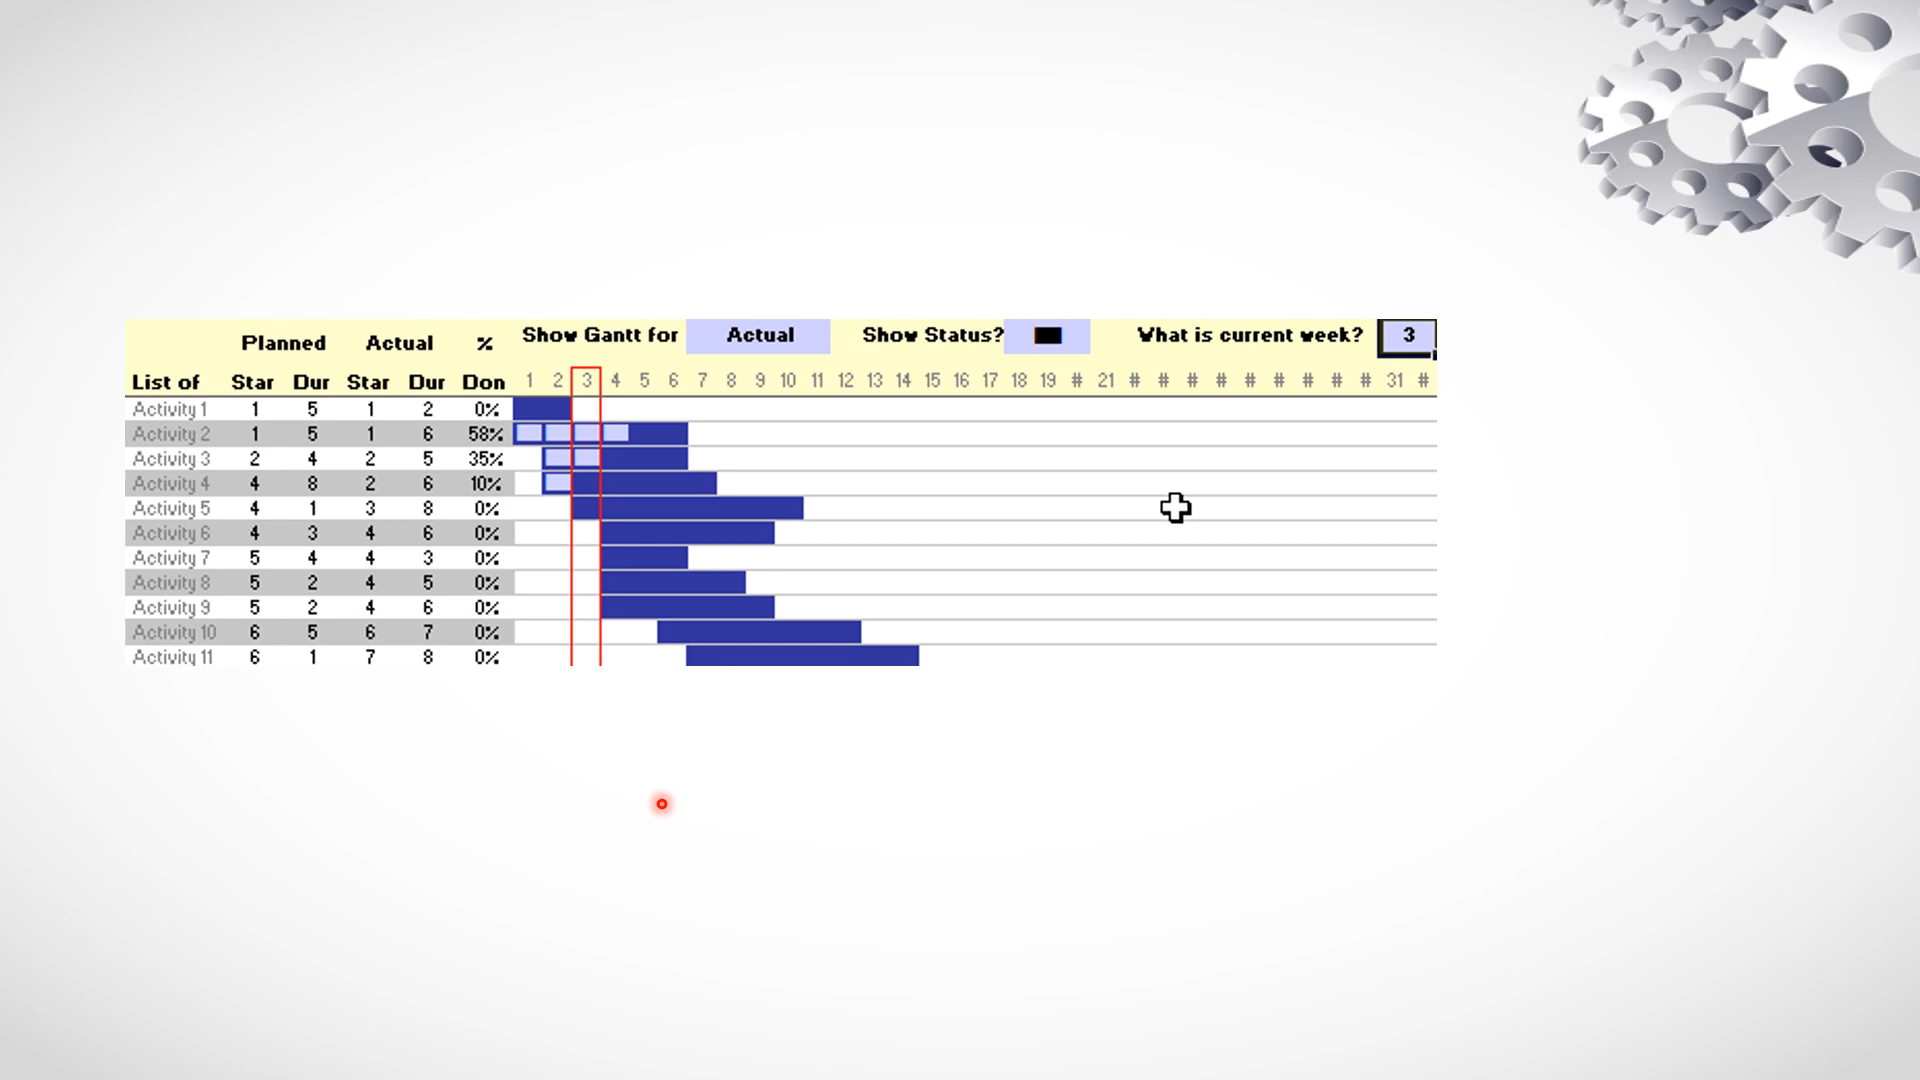 Planned Actual % Show Gantt for Actual Show Status? What is current week? 3
List of Star Dur Star Dur Don 1 2 3 4 5 6 7 8 9 10 11 12 13 14 15 16 17 18 19 # 21 # # # # # # # # # 31 #
Activity 1 1 5 1 2 0%
Activity 2 1 5 1 6 58%
Activity 3 2 4 2 5 35%
Activity 4 4 8 2 6 10%
Activity 5 4 1 3 8 0%
Activity 6 4 3 4 6 0%
Activity 7 5 4 4 3 0%
Activity 8 5 2 4 5 0%
Activity 9 5 2 4 6 0%
Activity 10 6 5 6 7 0%
Activity 11 6 1 7 8 0%